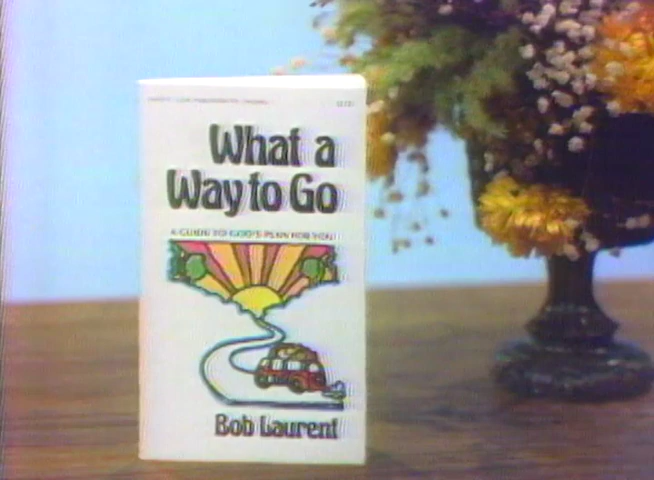 What a
Way to Go
A GUIDE TO GOD'S PLAN FOR YOU
Bob Laurent